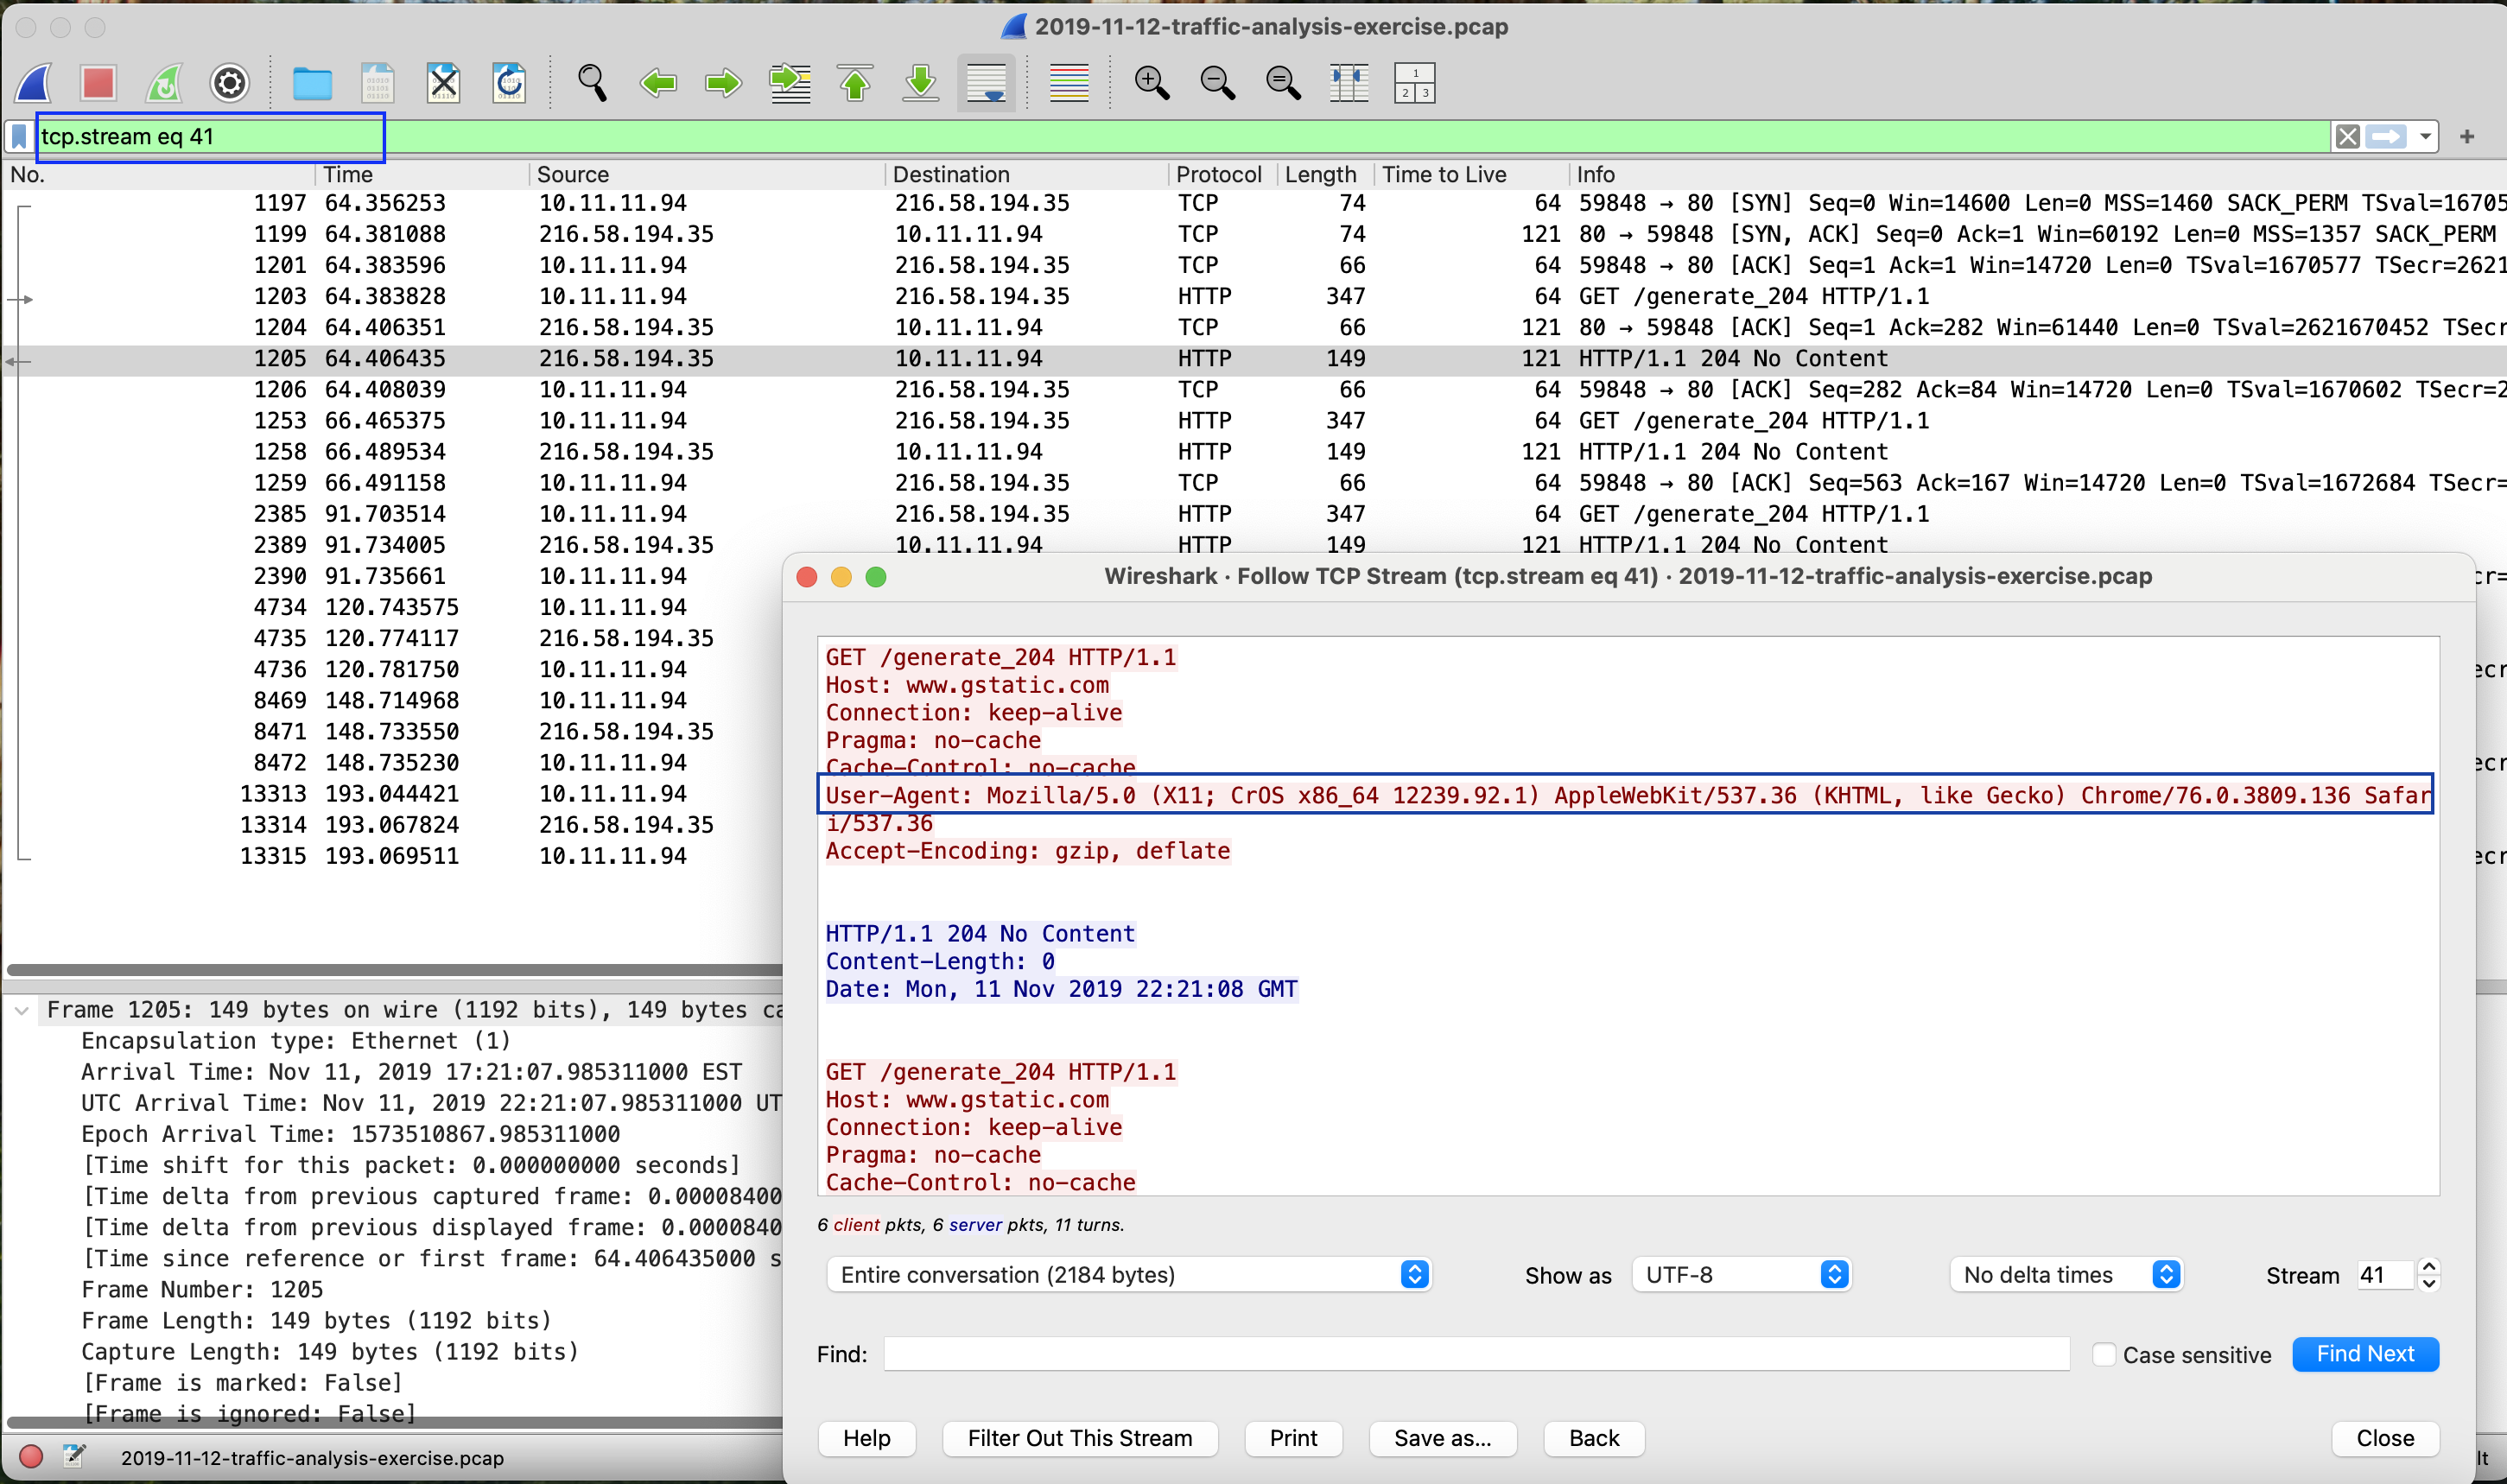 2019-11-12-traffic-analysis-exercise.pcap
tcp.stream eq 41
No. Time Source Destination Protocol Length Time to Live Info
1197 64.356253 10.11.11.94 216.58.194.35 TCP 74 64 59848 → 80 [SYN] Seq=0 Win=14600 Len=0 MSS=1460 SACK_PERM TSval=16705
1199 64.381088 216.58.194.35 10.11.11.94 TCP 74 121 80 → 59848 [SYN, ACK] Seq=0 Ack=1 Win=60192 Len=0 MSS=1357 SACK_PERM
1201 64.383596 10.11.11.94 216.58.194.35 TCP 66 64 59848 → 80 [ACK] Seq=1 Ack=1 Win=14720 Len=0 TSval=1670577 TSecr=2621
1203 64.383828 10.11.11.94 216.58.194.35 HTTP 347 64 GET /generate_204 HTTP/1.1
1204 64.406351 216.58.194.35 10.11.11.94 TCP 66 121 80 → 59848 [ACK] Seq=1 Ack=282 Win=61440 Len=0 TSval=2621670452 TSecr
1205 64.406435 216.58.194.35 10.11.11.94 HTTP 149 121 HTTP/1.1 204 No Content
1206 64.408039 10.11.11.94 216.58.194.35 TCP 66 64 59848 → 80 [ACK] Seq=282 Ack=84 Win=14720 Len=0 TSval=1670602 TSecr=2
1253 66.465375 10.11.11.94 216.58.194.35 HTTP 347 64 GET /generate_204 HTTP/1.1
1258 66.489534 216.58.194.35 10.11.11.94 HTTP 149 121 HTTP/1.1 204 No Content
1259 66.491158 10.11.11.94 216.58.194.35 TCP 66 64 59848 → 80 [ACK] Seq=563 Ack=167 Win=14720 Len=0 TSval=1672684 TSecr=
2385 91.703514 10.11.11.94 216.58.194.35 HTTP 347 64 GET /generate_204 HTTP/1.1
2389 91.734005 216.58.194.35 10.11.11.94 HTTP 149 121 HTTP/1.1 204 No Content
2390 91.735661 10.11.11.94 cr=
4734 120.743575 10.11.11.94
4735 120.774117 216.58.194.35
4736 120.781750 10.11.11.94 ecr
8469 148.714968 10.11.11.94
8471 148.733550 216.58.194.35
8472 148.735230 10.11.11.94 ecr
13313 193.044421 10.11.11.94
13314 193.067824 216.58.194.35
13315 193.069511 10.11.11.94 ecr
Frame 1205: 149 bytes on wire (1192 bits), 149 bytes ca
Encapsulation type: Ethernet (1)
Arrival Time: Nov 11, 2019 17:21:07.985311000 EST
UTC Arrival Time: Nov 11, 2019 22:21:07.985311000 UT
Epoch Arrival Time: 1573510867.985311000
[Time shift for this packet: 0.000000000 seconds]
[Time delta from previous captured frame: 0.00008400
[Time delta from previous displayed frame: 0.0000840
[Time since reference or first frame: 64.406435000 s
Frame Number: 1205
Frame Length: 149 bytes (1192 bits)
Capture Length: 149 bytes (1192 bits)
[Frame is marked: False]
[Frame is ignored: False]
2019-11-12-traffic-analysis-exercise.pcap
lt
Wireshark · Follow TCP Stream (tcp.stream eq 41) · 2019-11-12-traffic-analysis-exercise.pcap
GET /generate_204 HTTP/1.1
Host: www.gstatic.com
Connection: keep-alive
Pragma: no-cache
Cache-Control: no-cache
User-Agent: Mozilla/5.0 (X11; CrOS x86_64 12239.92.1) AppleWebKit/537.36 (KHTML, like Gecko) Chrome/76.0.3809.136 Safar
i/537.36
Accept-Encoding: gzip, deflate
HTTP/1.1 204 No Content
Content-Length: 0
Date: Mon, 11 Nov 2019 22:21:08 GMT
GET /generate_204 HTTP/1.1
Host: www.gstatic.com
Connection: keep-alive
Pragma: no-cache
Cache-Control: no-cache
6 client pkts, 6 server pkts, 11 turns.
Entire conversation (2184 bytes) Show as UTF-8 No delta times Stream 41
Find: Case sensitive Find Next
Help Filter Out This Stream Print Save as... Back Close